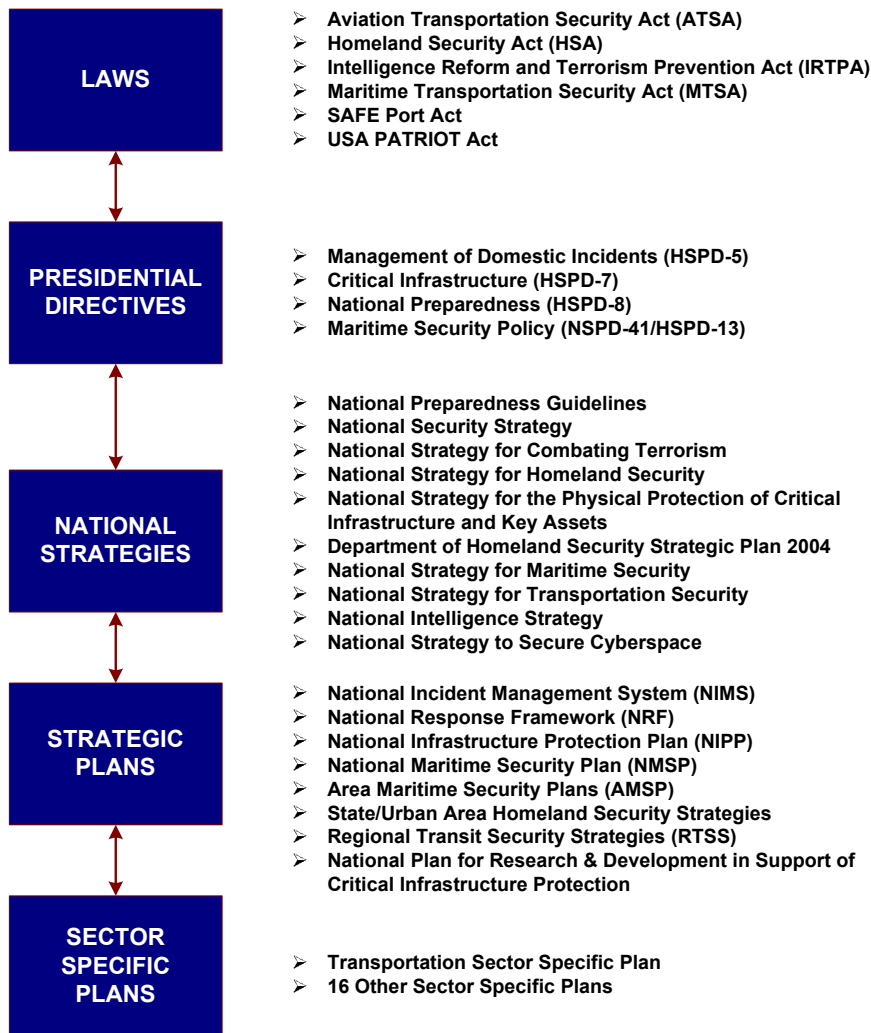 LAWS
➢ Aviation Transportation Security Act (ATSA)
➢ Homeland Security Act (HSA)
➢ Intelligence Reform and Terrorism Prevention Act (IRTPA)
➢ Maritime Transportation Security Act (MTSA)
➢ SAFE Port Act
➢ USA PATRIOT Act
PRESIDENTIAL
DIRECTIVES
➢ Management of Domestic Incidents (HSPD-5)
➢ Critical Infrastructure (HSPD-7)
➢ National Preparedness (HSPD-8)
➢ Maritime Security Policy (NSPD-41/HSPD-13)
NATIONAL
STRATEGIES
➢ National Preparedness Guidelines
➢ National Security Strategy
➢ National Strategy for Combating Terrorism
➢ National Strategy for Homeland Security
➢ National Strategy for the Physical Protection of Critical
Infrastructure and Key Assets
➢ Department of Homeland Security Strategic Plan 2004
➢ National Strategy for Maritime Security
➢ National Strategy for Transportation Security
➢ National Intelligence Strategy
➢ National Strategy to Secure Cyberspace
STRATEGIC
PLANS
➢ National Incident Management System (NIMS)
➢ National Response Framework (NRF)
➢ National Infrastructure Protection Plan (NIPP)
➢ National Maritime Security Plan (NMSP)
➢ Area Maritime Security Plans (AMSP)
➢ State/Urban Area Homeland Security Strategies
➢ Regional Transit Security Strategies (RTSS)
➢ National Plan for Research & Development in Support of
Critical Infrastructure Protection
SECTOR
SPECIFIC
PLANS
➢ Transportation Sector Specific Plan
➢ 16 Other Sector Specific Plans